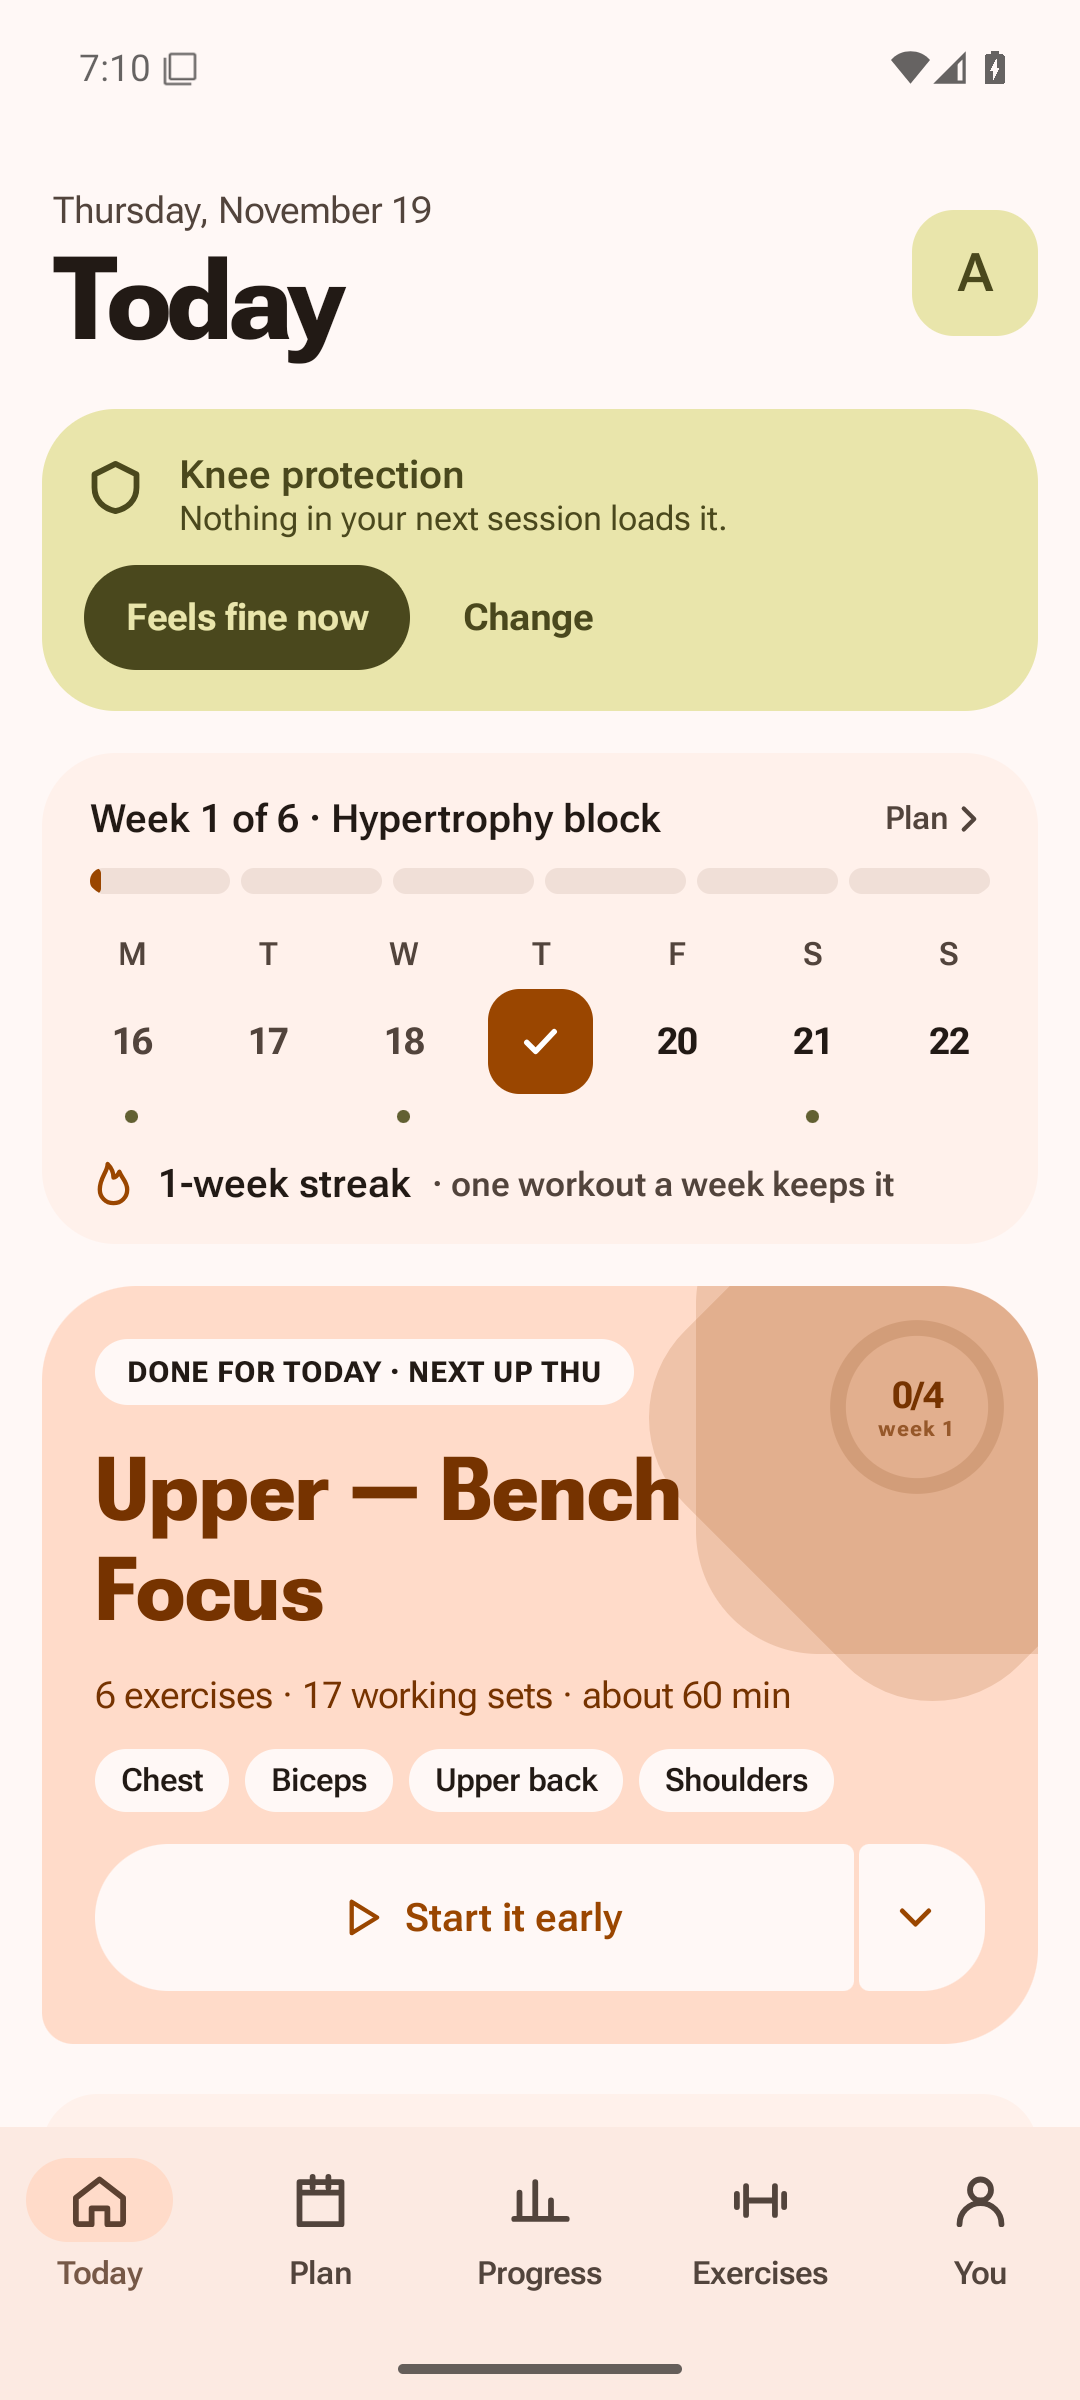 7:10
Thursday, November 19
Today
A
Knee protection
Nothing in your next session loads it.
Feels fine now
Change
Week 1 of 6 · Hypertrophy block
Plan
M T W T F S S
16 17 18 20 21 22
1-week streak · one workout a week keeps it
DONE FOR TODAY · NEXT UP THU
0/4
week 1
Upper — Bench
Focus
6 exercises · 17 working sets · about 60 min
Chest Biceps Upper back Shoulders
Start it early
Today Plan Progress Exercises You